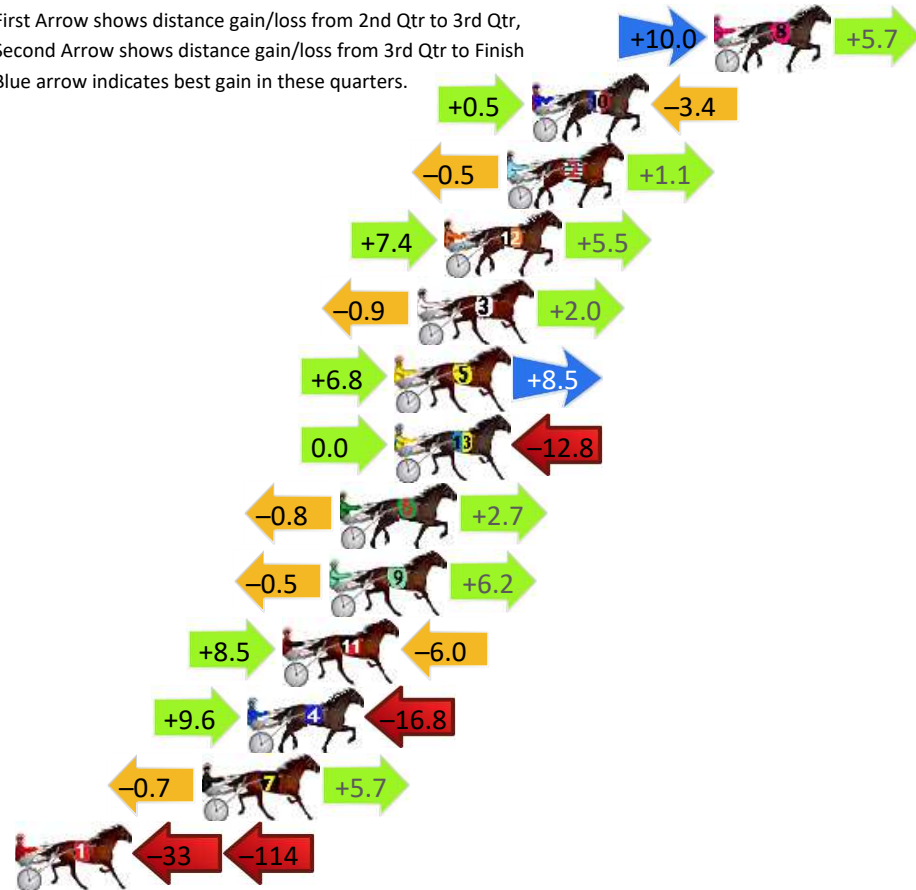 First Arrow shows distance gain/loss from 2nd Qtr to 3rd Qtr,
Second Arrow shows distance gain/loss from 3rd Qtr to Finish
Blue arrow indicates best gain in these quarters.
+10.0 8 +5.7
+0.5 10 –3.4
–0.5 2 +1.1
+7.4 12 +5.5
–0.9 3 +2.0
+6.8 5 +8.5
0.0 13 –12.8
–0.8 6 +2.7
–0.5 9 +6.2
+8.5 11 –6.0
+9.6 4 –16.8
–0.7 7 +5.7
1 –33 –114